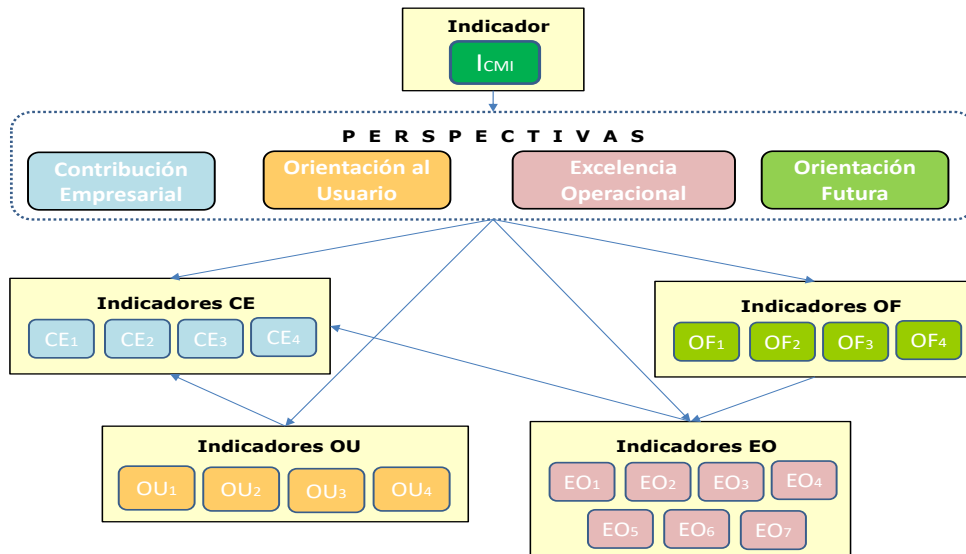 Indicador
ICMI
PERSPECTIVAS
Contribución
Empresarial
Orientación al
Usuario
Excelencia
Operacional
Orientación
Futura
Indicadores CE
CE1 CE2 CE3 CE4
Indicadores OF
OF1 OF2 OF3 OF4
Indicadores OU
OU1 OU2 OU3 OU4
Indicadores EO
EO1 EO2 EO3 EO4
EO5 EO6 EO7